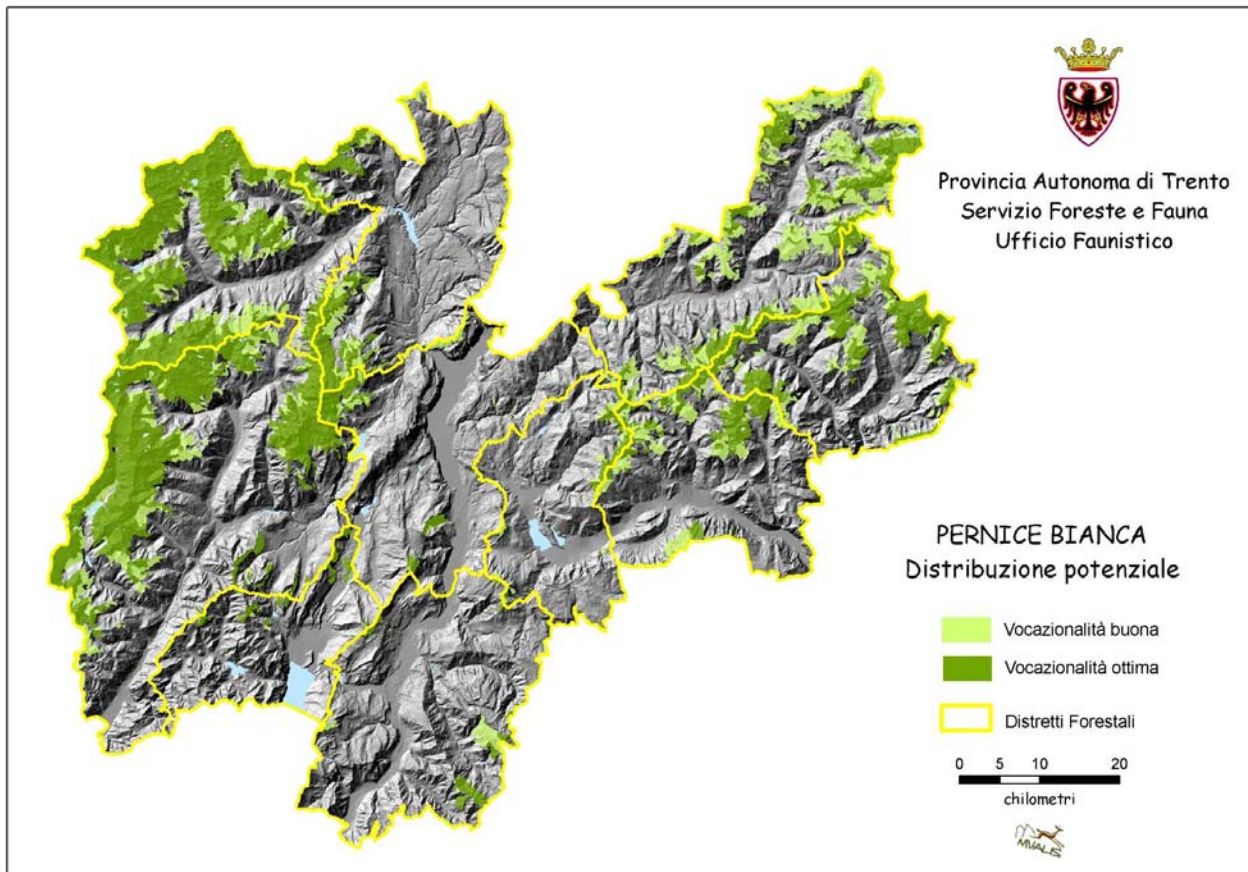 Provincia Autonoma di Trento
Servizio Foreste e Fauna
Ufficio Faunistico
PERNICE BIANCA
Distribuzione potenziale
Vocazionalità buona
Vocazionalità ottima
Distretti Forestali
0 5 10 20
chilometri